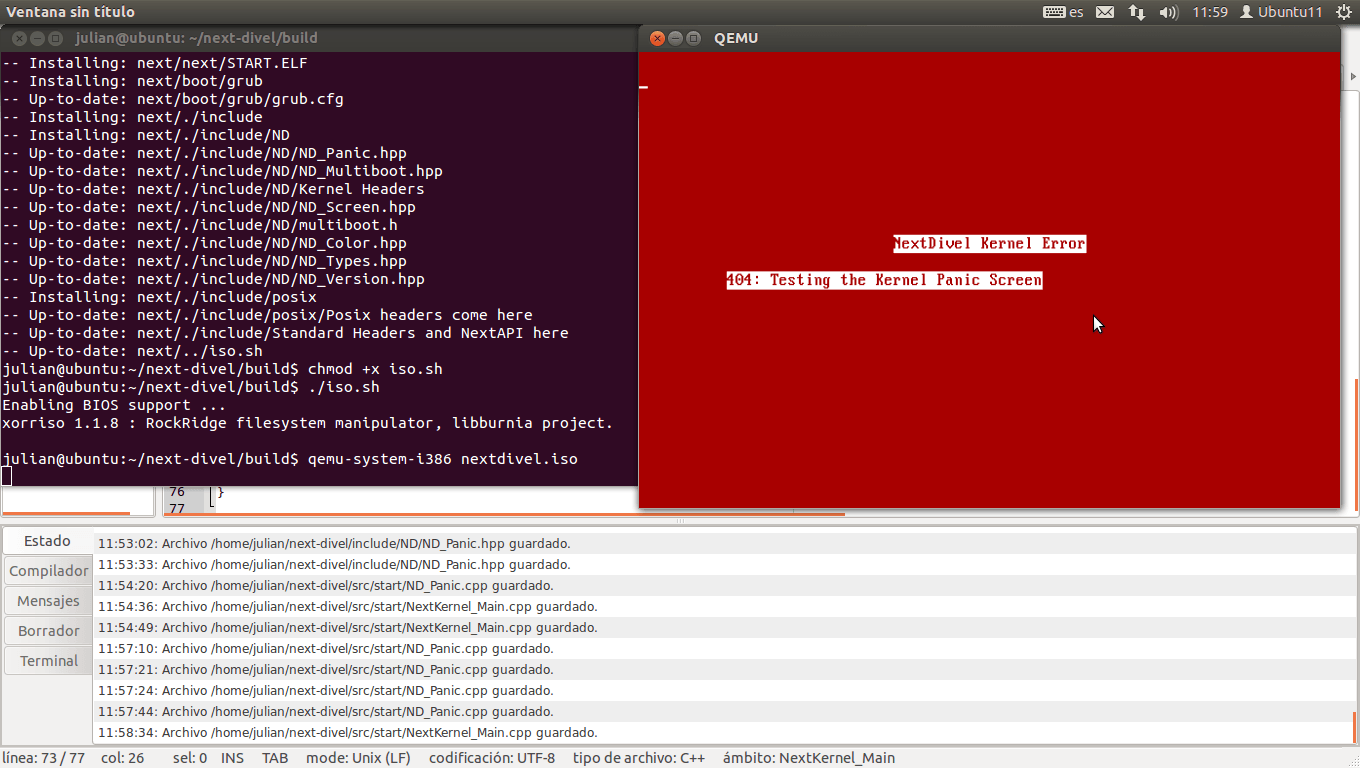 Ventana sin título
es
11:59
Ubuntu11
julian@ubuntu: ~/next-divel/build
-- Installing: next/next/START.ELF
-- Installing: next/boot/grub
-- Up-to-date: next/boot/grub/grub.cfg
-- Installing: next/./include
-- Installing: next/./include/ND
-- Up-to-date: next/./include/ND/ND_Panic.hpp
-- Up-to-date: next/./include/ND/ND_Multiboot.hpp
-- Up-to-date: next/./include/ND/Kernel Headers
-- Up-to-date: next/./include/ND/ND_Screen.hpp
-- Up-to-date: next/./include/ND/multiboot.h
-- Up-to-date: next/./include/ND/ND_Color.hpp
-- Up-to-date: next/./include/ND/ND_Types.hpp
-- Up-to-date: next/./include/ND/ND_Version.hpp
-- Installing: next/./include/posix
-- Up-to-date: next/./include/posix/Posix headers come here
-- Up-to-date: next/./include/Standard Headers and NextAPI here
-- Up-to-date: next/../iso.sh
julian@ubuntu:~/next-divel/build$ chmod +x iso.sh
julian@ubuntu:~/next-divel/build$ ./iso.sh
Enabling BIOS support ...
xorriso 1.1.8 : RockRidge filesystem manipulator, libburnia project.
julian@ubuntu:~/next-divel/build$ qemu-system-i386 nextdivel.iso
QEMU
NextDivel Kernel Error
404: Testing the Kernel Panic Screen
76 }
77
Estado
Compilador
Mensajes
Borrador
Terminal
11:53:02: Archivo /home/julian/next-divel/include/ND/ND_Panic.hpp guardado.
11:53:33: Archivo /home/julian/next-divel/include/ND/ND_Panic.hpp guardado.
11:54:20: Archivo /home/julian/next-divel/src/start/ND_Panic.cpp guardado.
11:54:36: Archivo /home/julian/next-divel/src/start/NextKernel_Main.cpp guardado.
11:54:49: Archivo /home/julian/next-divel/src/start/NextKernel_Main.cpp guardado.
11:57:10: Archivo /home/julian/next-divel/src/start/ND_Panic.cpp guardado.
11:57:21: Archivo /home/julian/next-divel/src/start/ND_Panic.cpp guardado.
11:57:24: Archivo /home/julian/next-divel/src/start/ND_Panic.cpp guardado.
11:57:44: Archivo /home/julian/next-divel/src/start/ND_Panic.cpp guardado.
11:58:34: Archivo /home/julian/next-divel/src/start/NextKernel_Main.cpp guardado.
línea: 73 / 77 col: 26 sel: 0 INS TAB mode: Unix (LF) codificación: UTF-8 tipo de archivo: C++ ámbito: NextKernel_Main